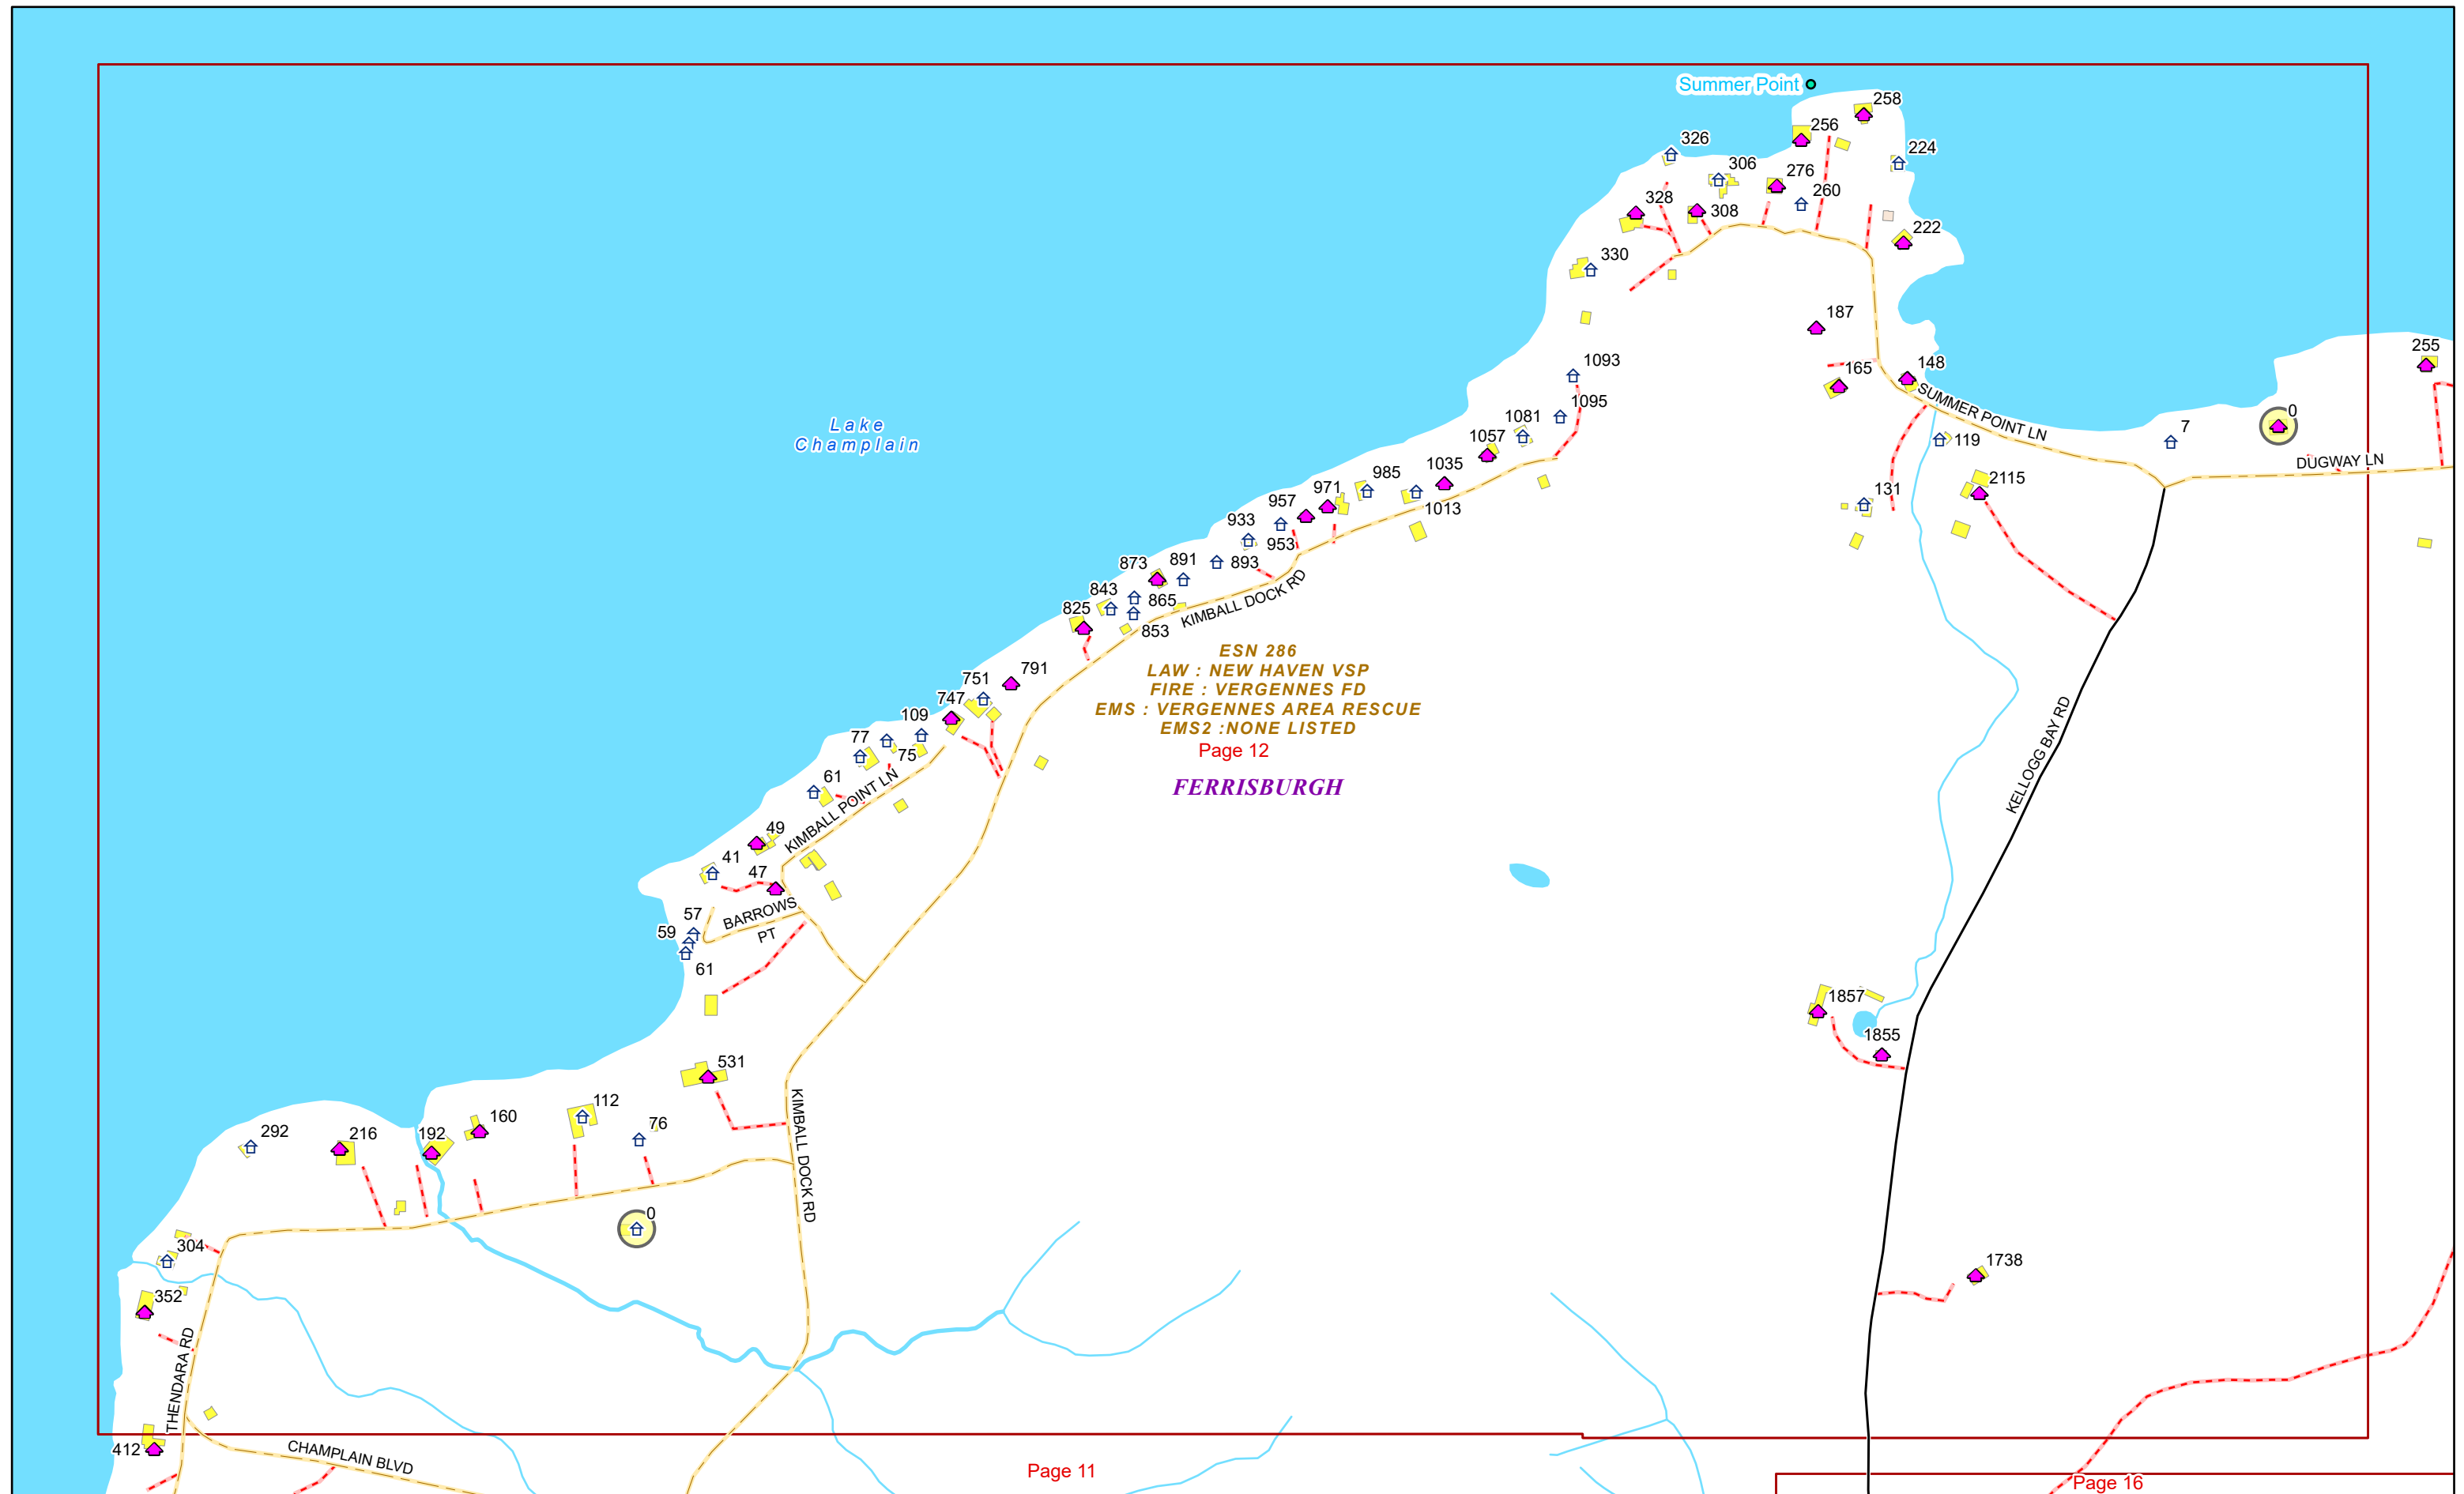 Summer Point
258
256
326
224
306
276
260
328
308
222
330
187
255
1093
165
148
SUMMER POINT LN
1095
0
1081
7
Lake
Champlain
1057
119
DUGWAY LN
1035
985
2115
971
131
957
1013
933
953
873
891
893
843
865
KIMBALL DOCK RD
825
853
ESN 286
LAW : NEW HAVEN VSP
FIRE : VERGENNES FD
EMS : VERGENNES AREA RESCUE
EMS2 :NONE LISTED
Page 12
FERRISBURGH
791
751
747
109
77
75
61
KIMBALL POINT LN
KELLOGG BAY RD
49
41
47
57
BARROWS
PT
59
61
1857
1855
531
160
112
76
292
216
192
KIMBALL DOCK RD
0
304
1738
352
THENDARA RD
412
CHAMPLAIN BLVD
Page 11
Page 16